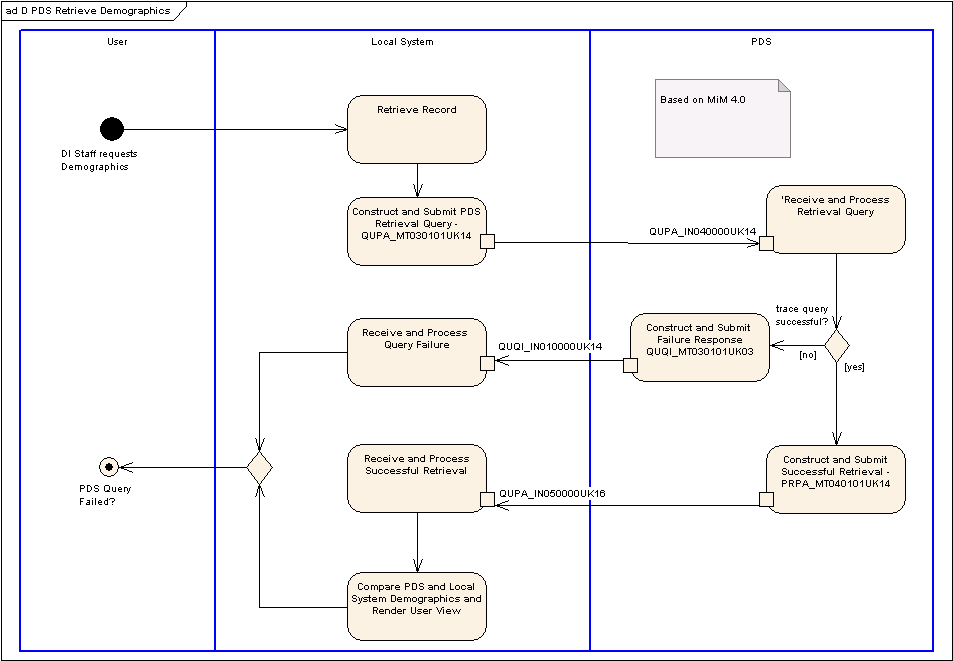 ad D PDS Retrieve Demographics
User
Local System
PDS
Retrieve Record
Based on MiM 4.0
DI Staff requests
Demographics
Construct and Submit PDS
Retrieval Query -
QUPA_MT030101UK14
'Receive and Process
Retrieval Query
QUPA_IN040000UK14
trace query
successful?
[no]
[yes]
Construct and Submit
Failure Response
QUQI_MT030101UK03
QUQI_IN010000UK14
Receive and Process
Query Failure
Receive and Process
Successful Retrieval
Construct and Submit
Successful Retrieval -
PRPA_MT040101UK14
QUPA_IN050000UK16
PDS Query
Failed?
Compare PDS and Local
System Demographics and
Render User View